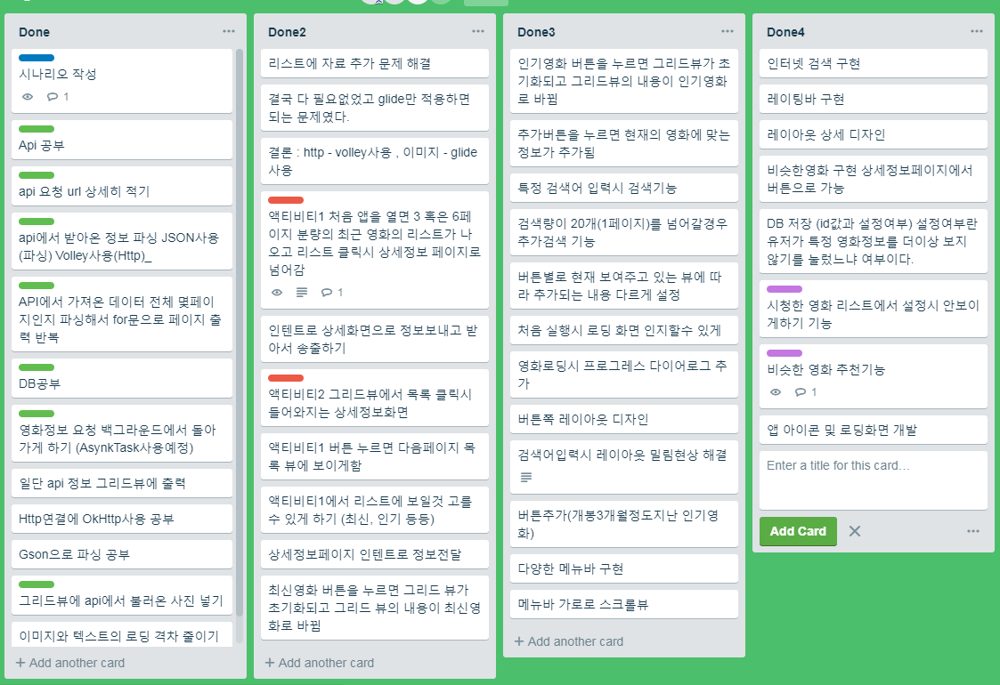 Done
시나리오 작성
1
Api 공부
api 요청 url 상세히 적기
api에서 받아온 정보 파싱 JSON사용
(파싱) Volley사용(Http)_
API에서 가져온 데이터 전체 몇페이
지인지 파싱해서 for문으로 페이지 출
력 반복
DB공부
영화정보 요청 백그라운드에서 돌아
가게 하기 (AsynkTask사용예정)
일단 api 정보 그리드뷰에 출력
Http연결에 OkHttp사용 공부
Gson으로 파싱 공부
그리드뷰에 api에서 불러온 사진 넣기
이미지와 텍스트의 로딩 격차 줄이기
+ Add another card
Done2
리스트에 자료 추가 문제 해결
결국 다 필요없었고 glide만 적용하면
되는 문제였다.
결론 : http - volley사용 , 이미지 - glide
사용
액티비티1 처음 앱을 열면 3 혹은 6페
이지 분량의 최근 영화의 리스트가 나
오고 리스트 클릭시 상세정보 페이지로
넘어감
1
인텐트로 상세화면으로 정보보내고 받
아서 송출하기
액티비티2 그리드뷰에서 목록 클릭시
들어와지는 상세정보화면
액티비티1 버튼 누르면 다음페이지 목
록 뷰에 보이게함
액티비티1에서 리스트에 보일것 고를
수 있게 하기 (최신, 인기 등등)
상세정보페이지 인텐트로 정보전달
최신영화 버튼을 누르면 그리드 뷰가
초기화되고 그리드 뷰의 내용이 최신영
화로 바뀜
+ Add another card
Done3
인기영화 버튼을 누르면 그리드뷰가 초
기화되고 그리드뷰의 내용이 인기영화
로 바뀜
추가버튼을 누르면 현재의 영화에 맞는
정보가 추가됨
특정 검색어 입력시 검색기능
검색량이 20개(1페이지)를 넘어갈경우
추가검색 기능
버튼별로 현재 보여주고 있는 뷰에 따
라 추가되는 내용 다르게 설정
처음 실행시 로딩 화면 인지할수 있게
영화로딩시 프로그레스 다이어로그 추
가
버튼쪽 레이아웃 디자인
검색어입력시 레이아웃 밀림현상 해결
버튼추가(개봉3개월정도지난 인기영
화)
다양한 메뉴바 구현
메뉴바 가로로 스크롤뷰
+ Add another card
Done4
인터넷 검색 구현
레이팅바 구현
레이아웃 상세 디자인
비슷한영화 구현 상세정보페이지에서
버튼으로 가능
DB 저장 (id값과 설정여부) 설정여부란
유저가 특정 영화정보를 더이상 보지
않기를 눌렀느냐 여부이다.
시청한 영화 리스트에서 설정시 안보이
게하기 기능
비슷한 영화 추천기능
1
앱 아이콘 및 로딩화면 개발
Enter a title for this card…
Add Card